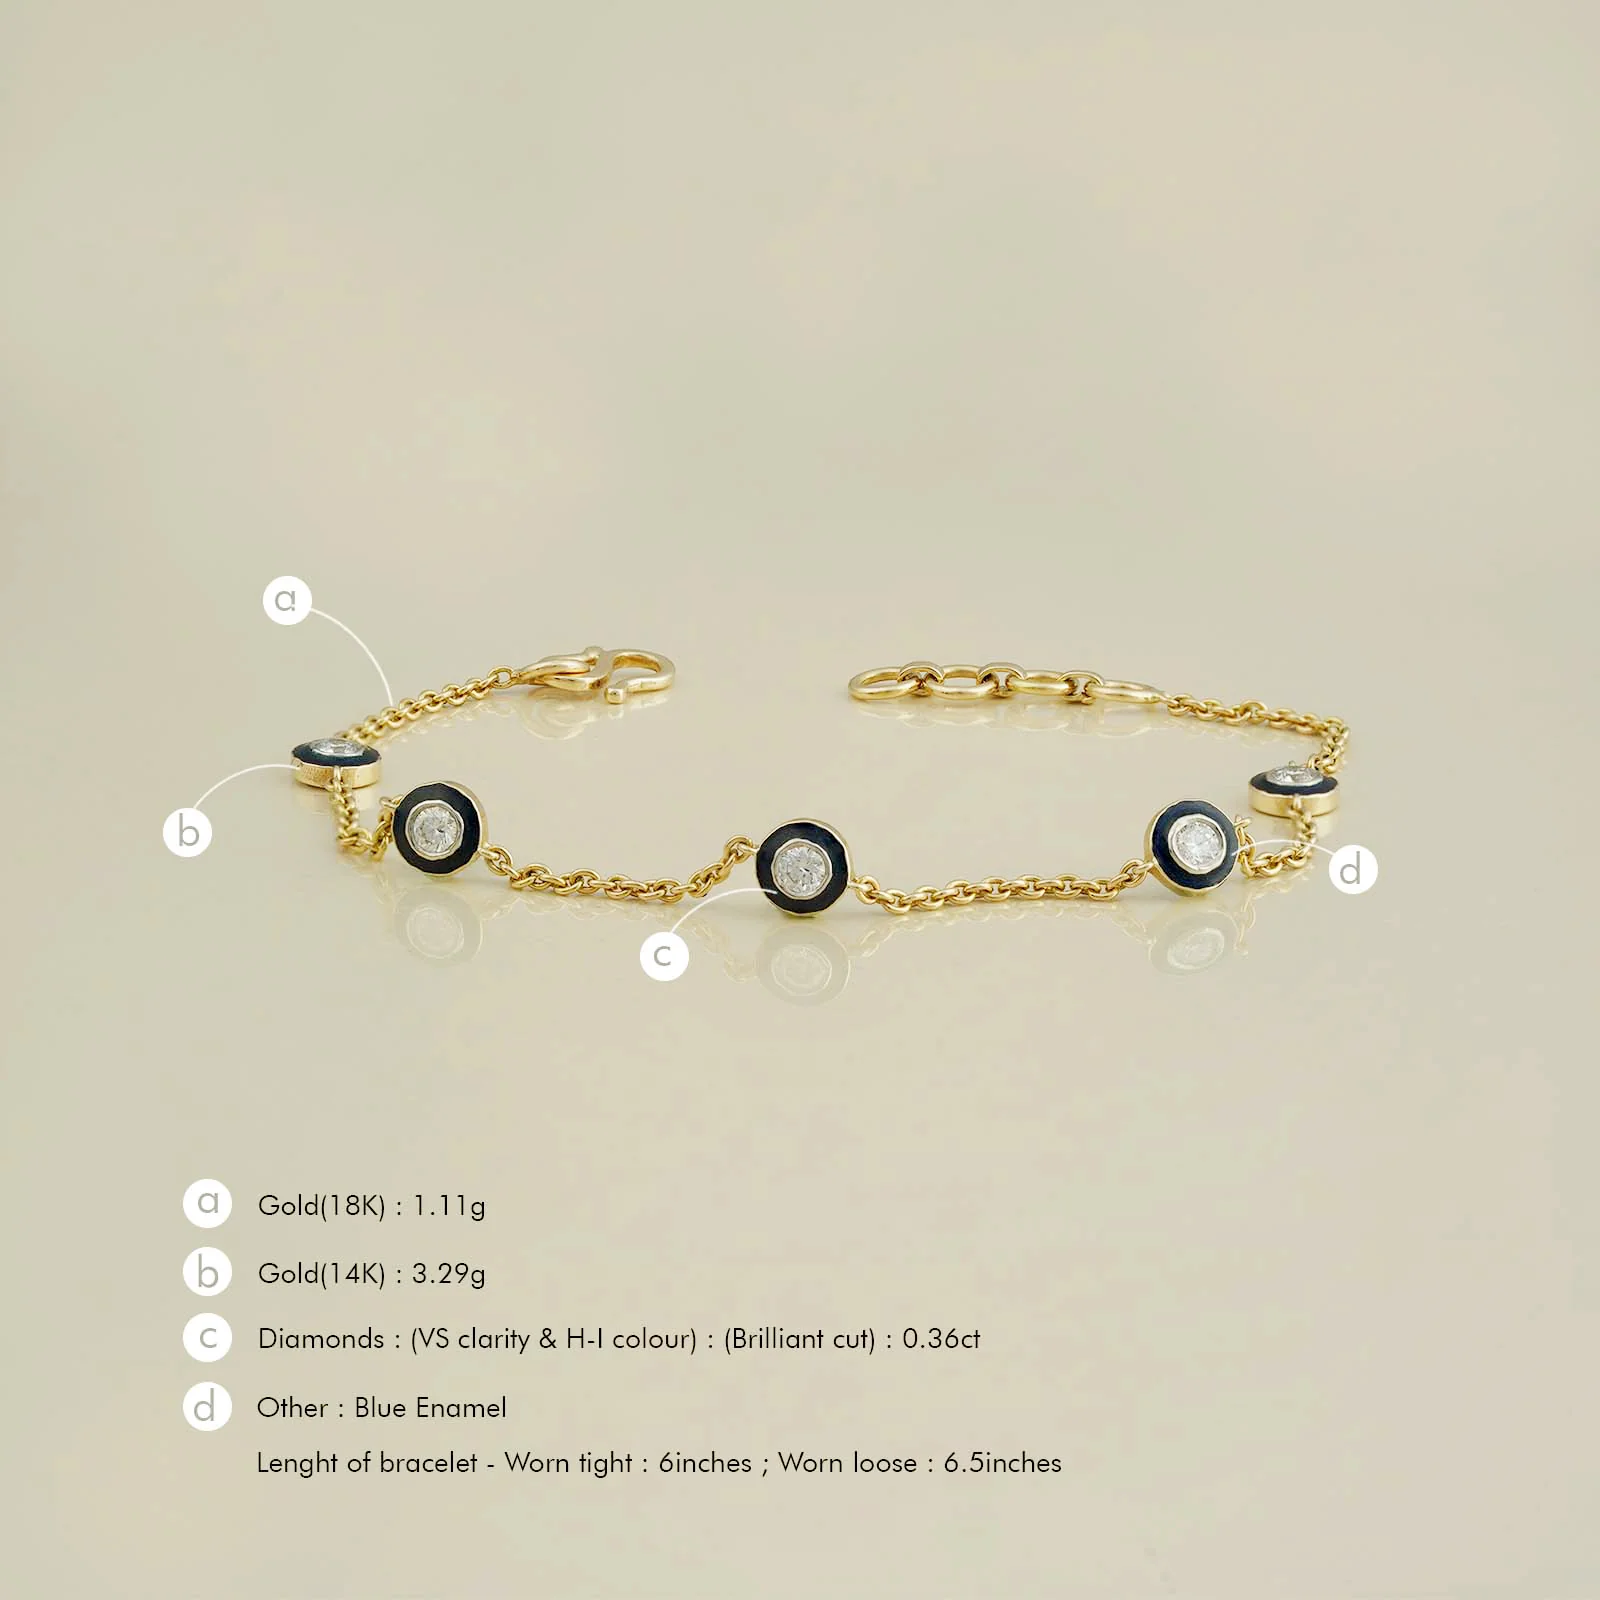 a
b
c
d
a Gold(18K) : 1.11g
b Gold(14K) : 3.29g
c Diamonds : (VS clarity & H-I colour) : (Brilliant cut) : 0.36ct
d Other : Blue Enamel
Lenght of bracelet - Worn tight : 6inches ; Worn loose : 6.5inches